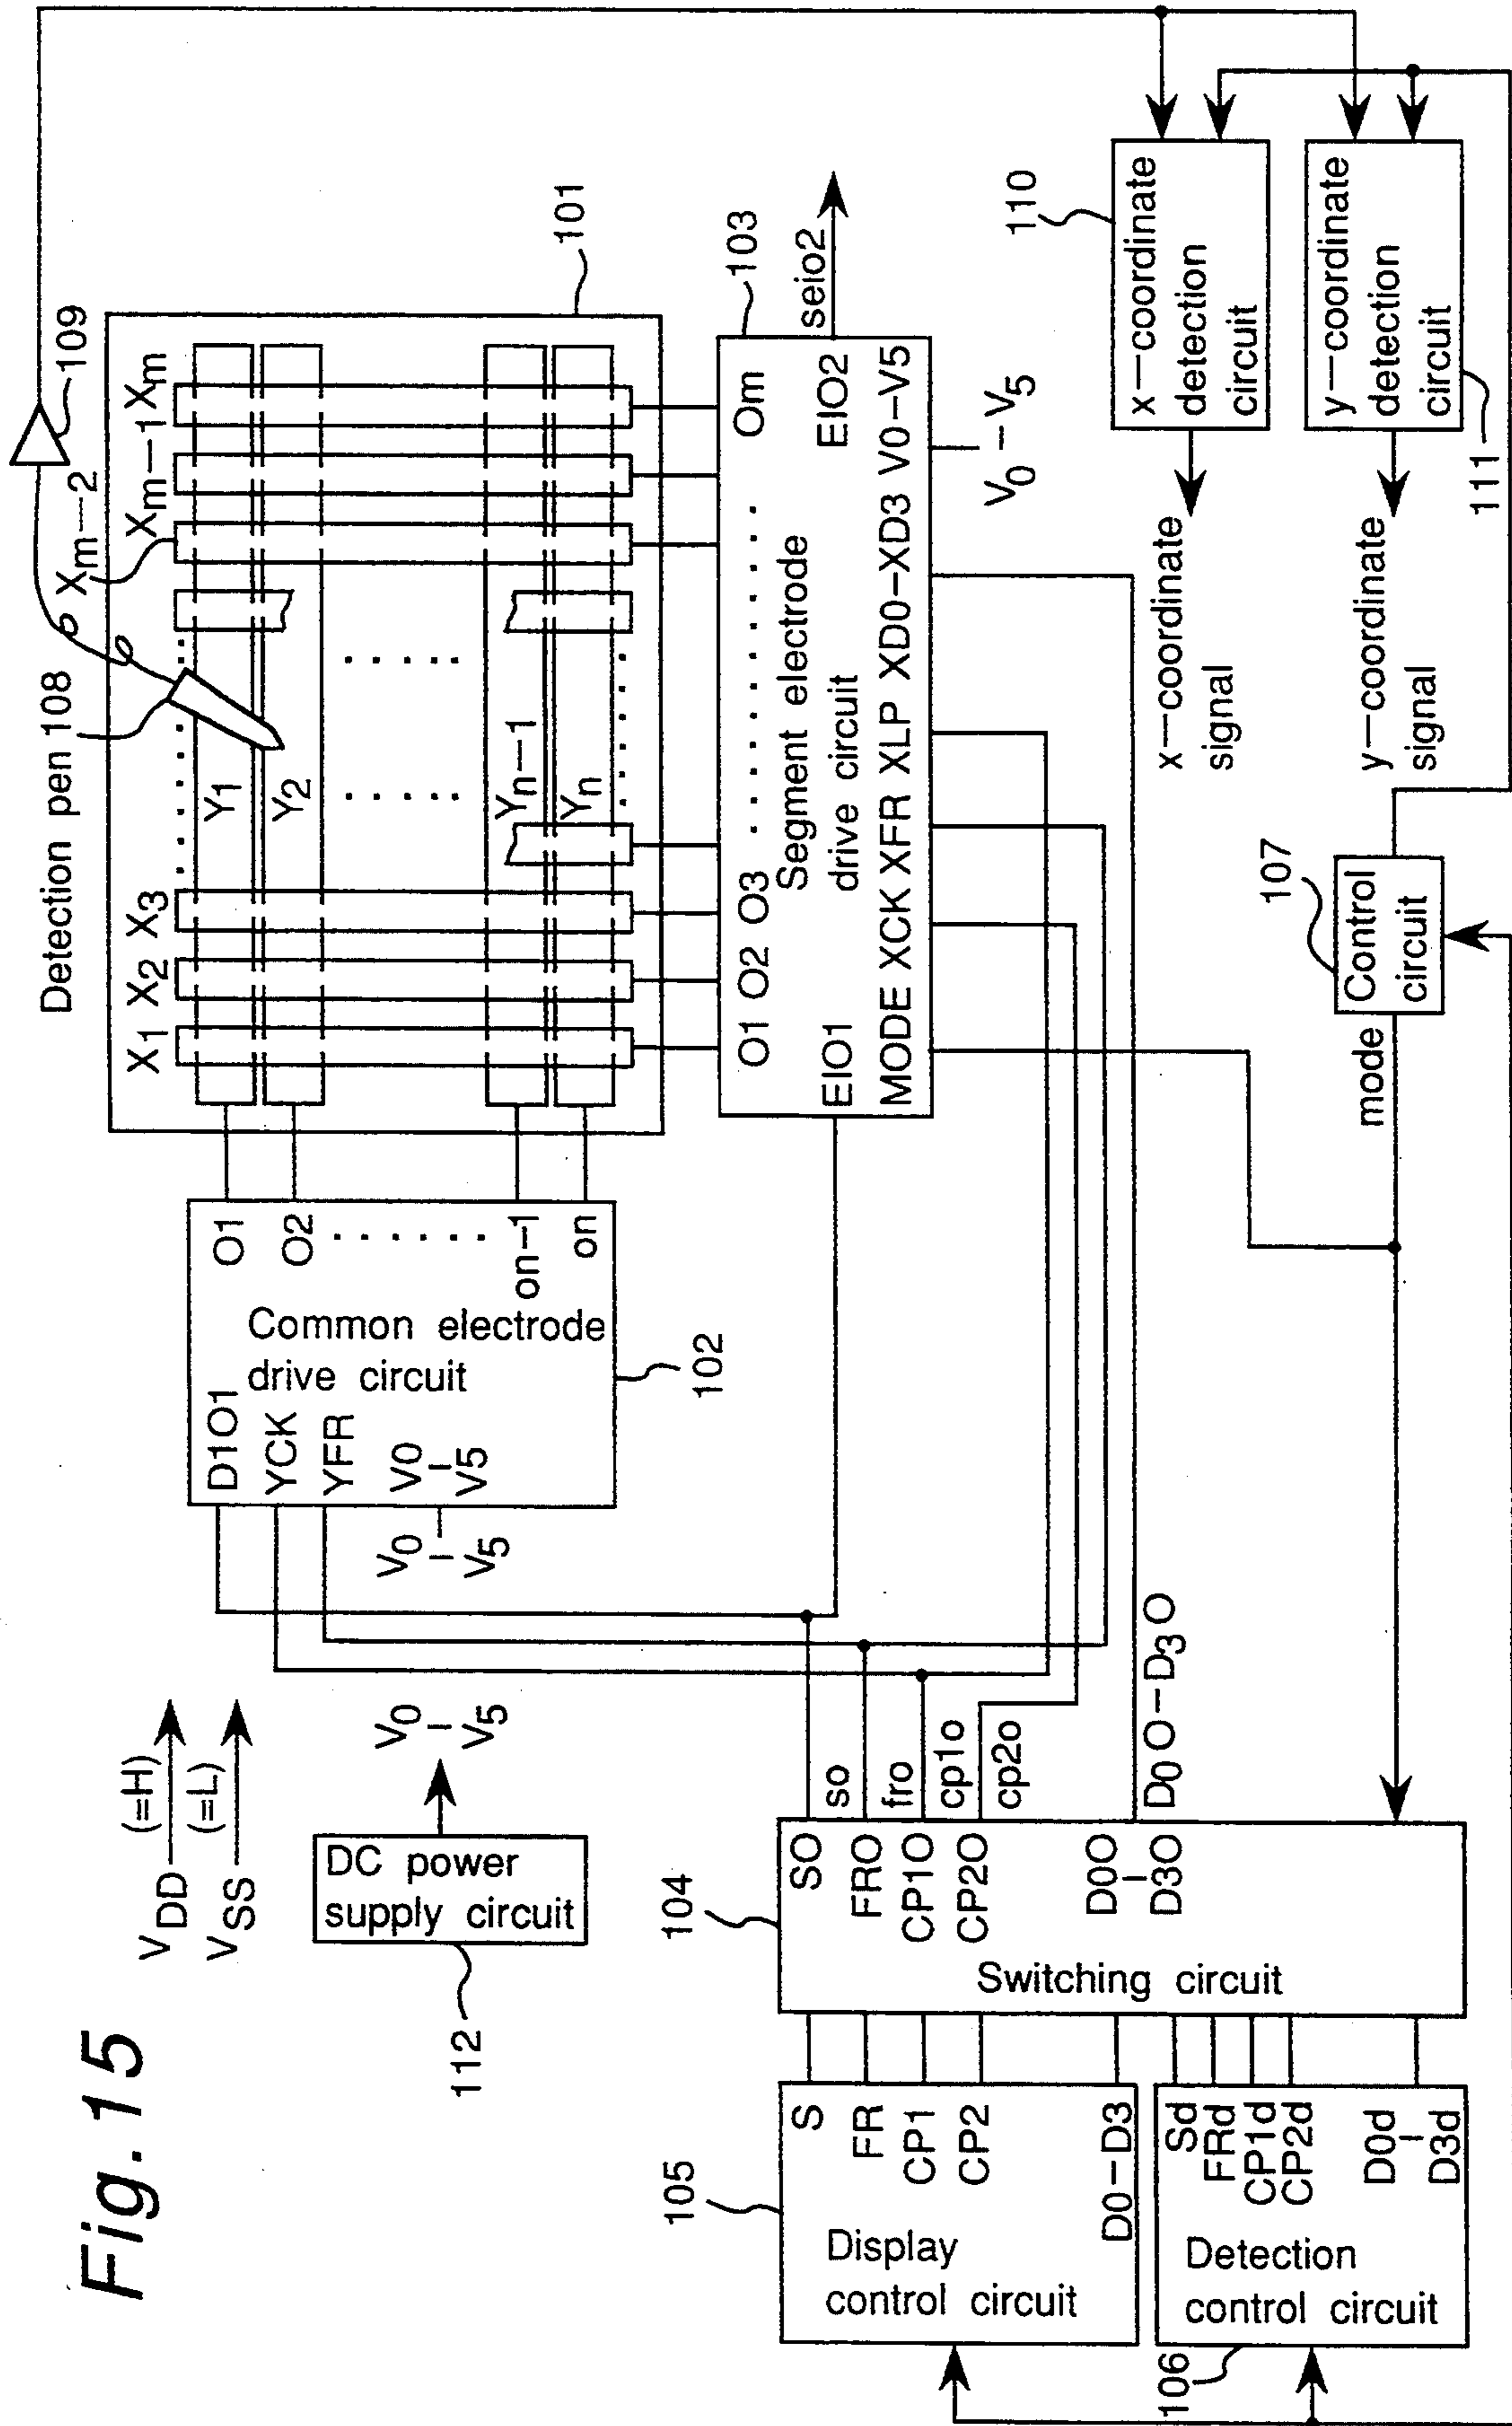 Fig. 15
VDD (=H)
VSS (=L)
DC power
supply circuit
112
V0
–
V5
D1O1
YCK
YFR
V0
–
V5
V0
–
V5
Common electrode
drive circuit
102
O1
O2
......
on-1
on
Detection pen 108
X1 X2 X3 ...... Xm-2 Xm-1 Xm
Y1
Y2
.....
.....
Yn-1
Yn
109
101
103
O1 O2 O3 .......... Om
Segment electrode
drive circuit
EIO1
EIO2
seio2
MODE XCK XFR XLP XD0-XD3 V0-V5
V0-V5
105
S
FR
CP1
CP2
D0-D3
Display
control circuit
106
Sd
FRd
CP1d
CP2d
D0d
–
D3d
Detection
control circuit
104
SO
FRO
CP1O
CP2O
D0O
–
D3O
Switching circuit
so
fro
cp1o
cp2o
D0O-D3O
mode
107
Control
circuit
110
x-coordinate
detection
circuit
x-coordinate
signal
y-coordinate
detection
circuit
111
y-coordinate
signal